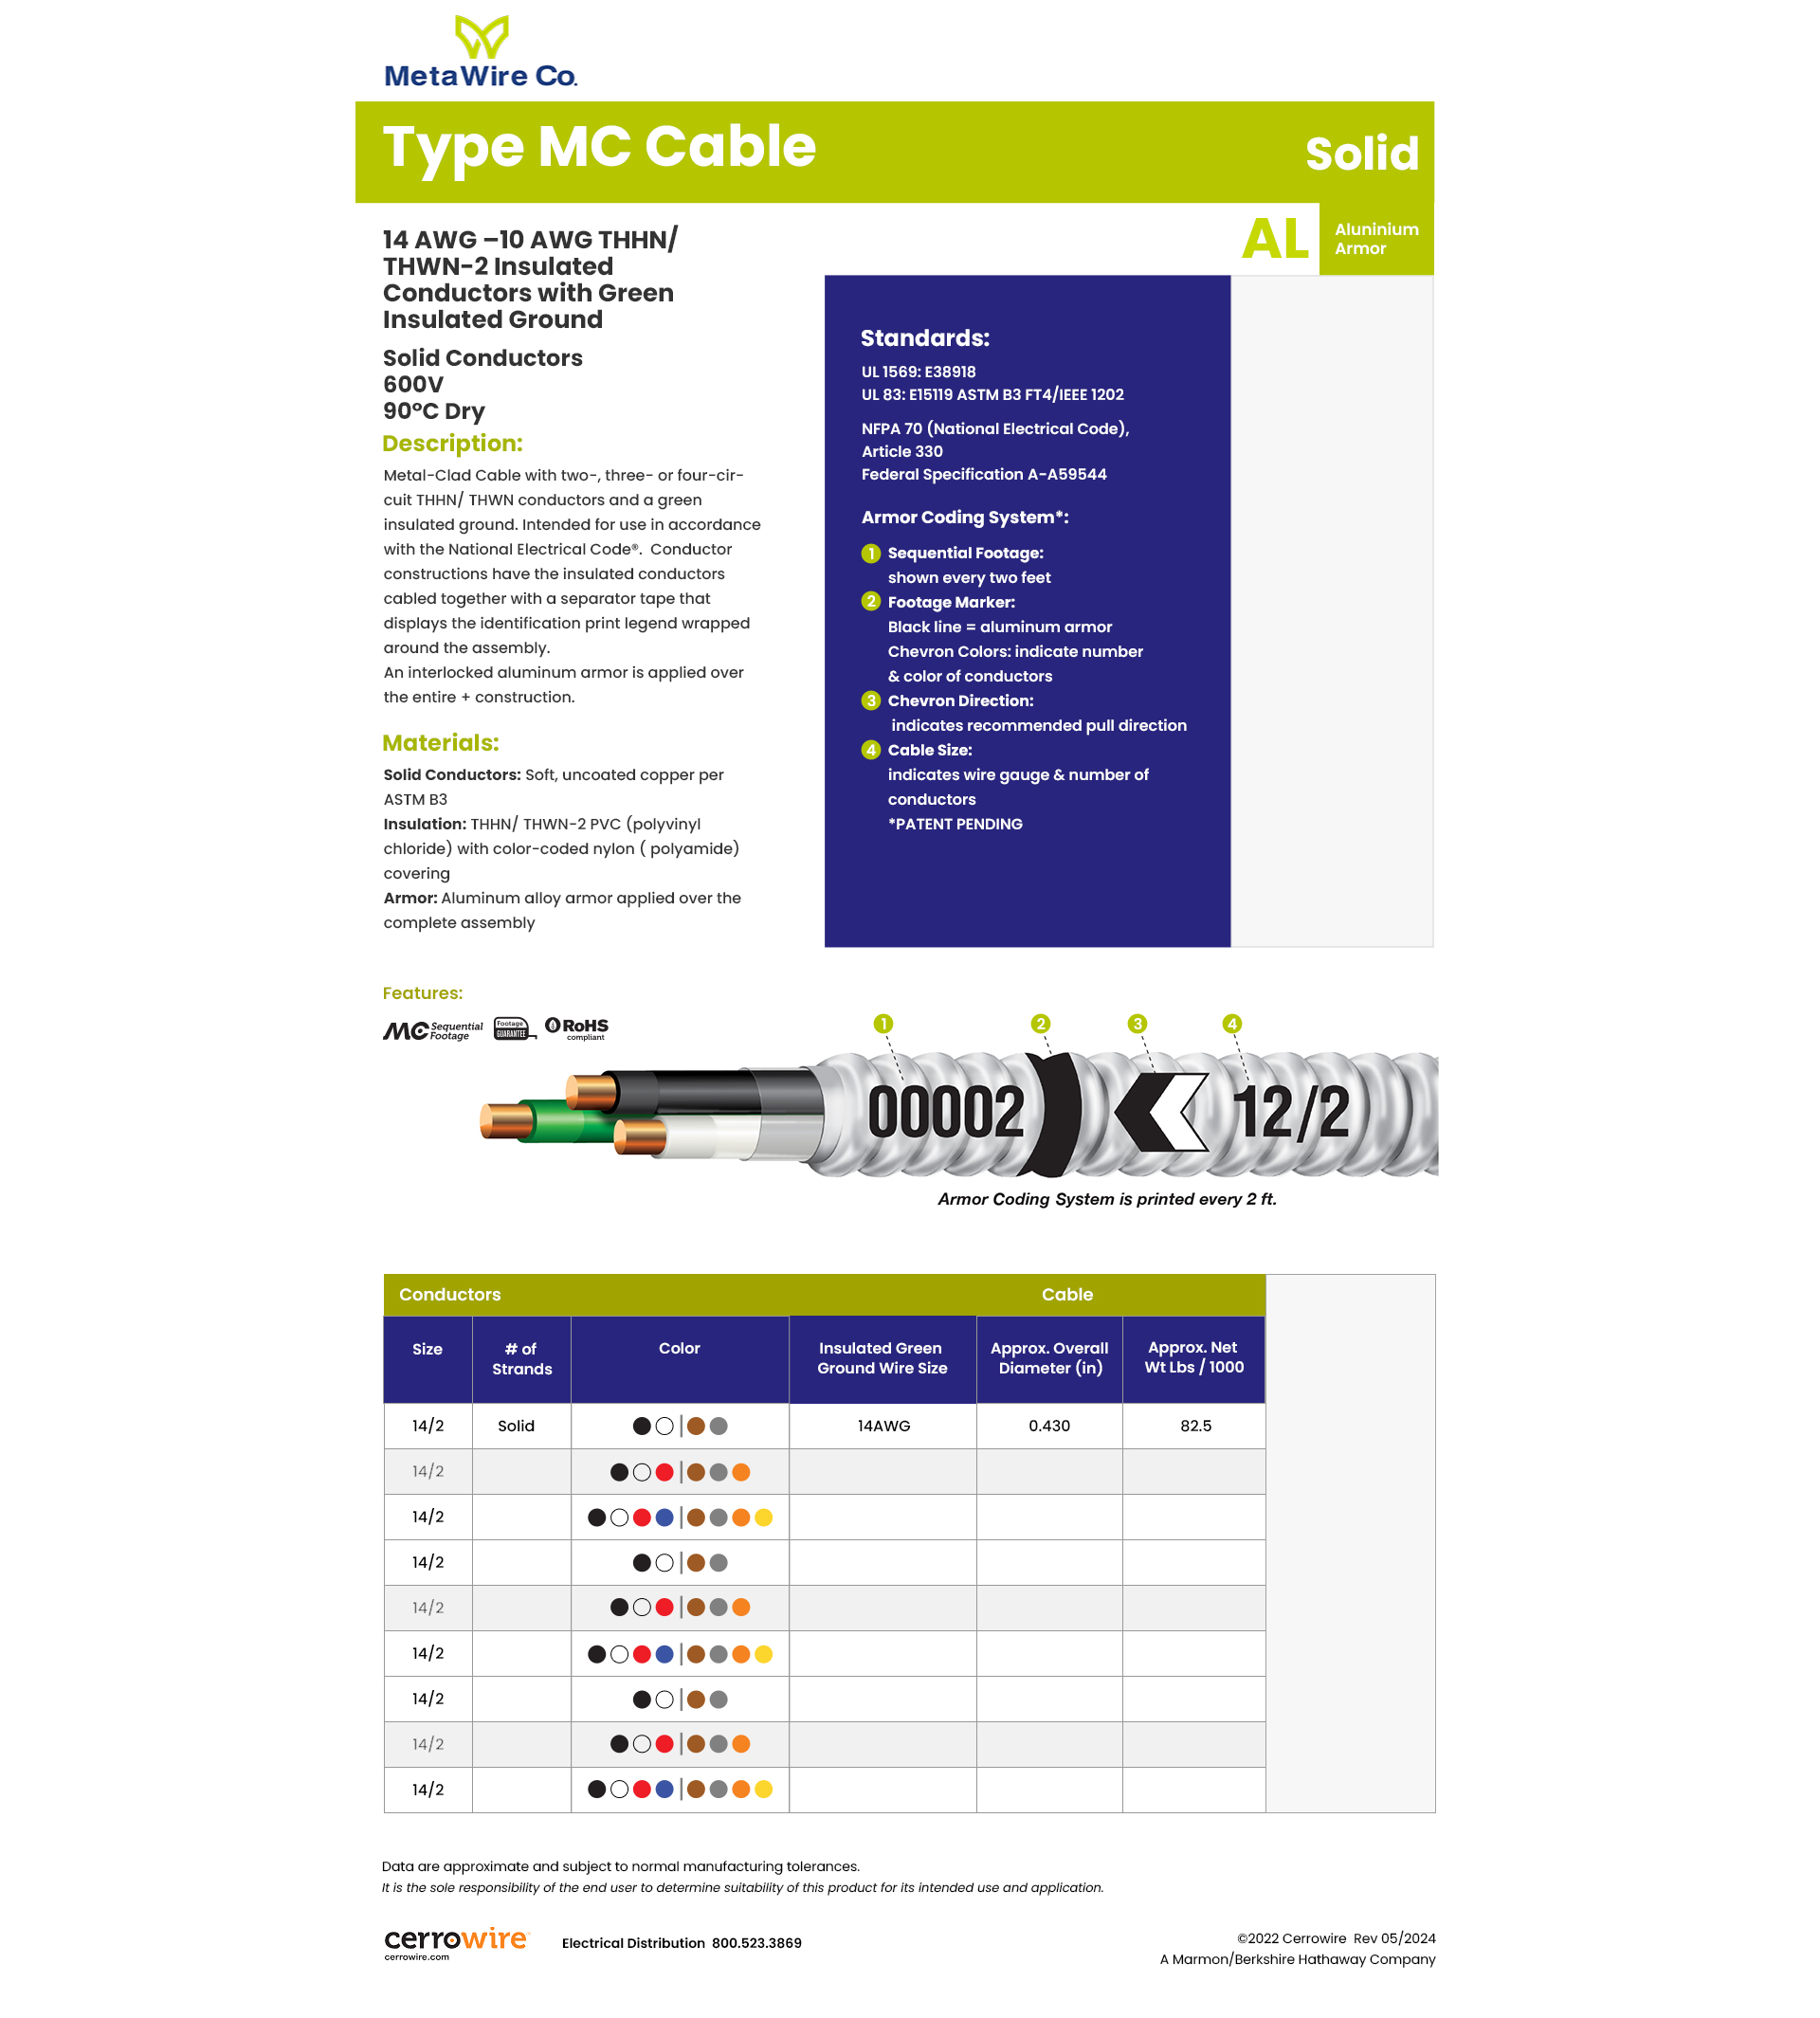 MetaWire Co.
Type MC Cable
Solid
AL
Aluninium
Armor
14 AWG –10 AWG THHN/
THWN-2 Insulated
Conductors with Green
Insulated Ground
Solid Conductors
600V
90°C Dry
Description:
Metal-Clad Cable with two-, three- or four-cir-
cuit THHN/ THWN conductors and a green
insulated ground. Intended for use in accordance
with the National Electrical Code®.  Conductor
constructions have the insulated conductors
cabled together with a separator tape that
displays the identification print legend wrapped
around the assembly.
An interlocked aluminum armor is applied over
the entire + construction.
Materials:
Solid Conductors: Soft, uncoated copper per
ASTM B3
Insulation: THHN/ THWN-2 PVC (polyvinyl
chloride) with color-coded nylon ( polyamide)
covering
Armor: Aluminum alloy armor applied over the
complete assembly
Standards:
UL 1569: E38918
UL 83: E15119 ASTM B3 FT4/IEEE 1202
NFPA 70 (National Electrical Code),
Article 330
Federal Specification A-A59544
Armor Coding System*:
1 Sequential Footage:
shown every two feet
2 Footage Marker:
Black line = aluminum armor
Chevron Colors: indicate number
& color of conductors
3 Chevron Direction:
indicates recommended pull direction
4 Cable Size:
indicates wire gauge & number of
conductors
*PATENT PENDING
Features:
MC Sequential
Footage
Footage
GUARANTEE
RoHS
compliant
1 2 3 4
00002 12/2
Armor Coding System is printed every 2 ft.
Conductors Cable
Size # of
Strands Color Insulated Green
Ground Wire Size Approx. Overall
Diameter (in) Approx. Net
Wt Lbs / 1000
14/2 Solid 14AWG 0.430 82.5
14/2
14/2
14/2
14/2
14/2
14/2
14/2
14/2
Data are approximate and subject to normal manufacturing tolerances.
It is the sole responsibility of the end user to determine suitability of this product for its intended use and application.
cerrowire
cerrowire.com
Electrical Distribution  800.523.3869
©2022 Cerrowire  Rev 05/2024
A Marmon/Berkshire Hathaway Company